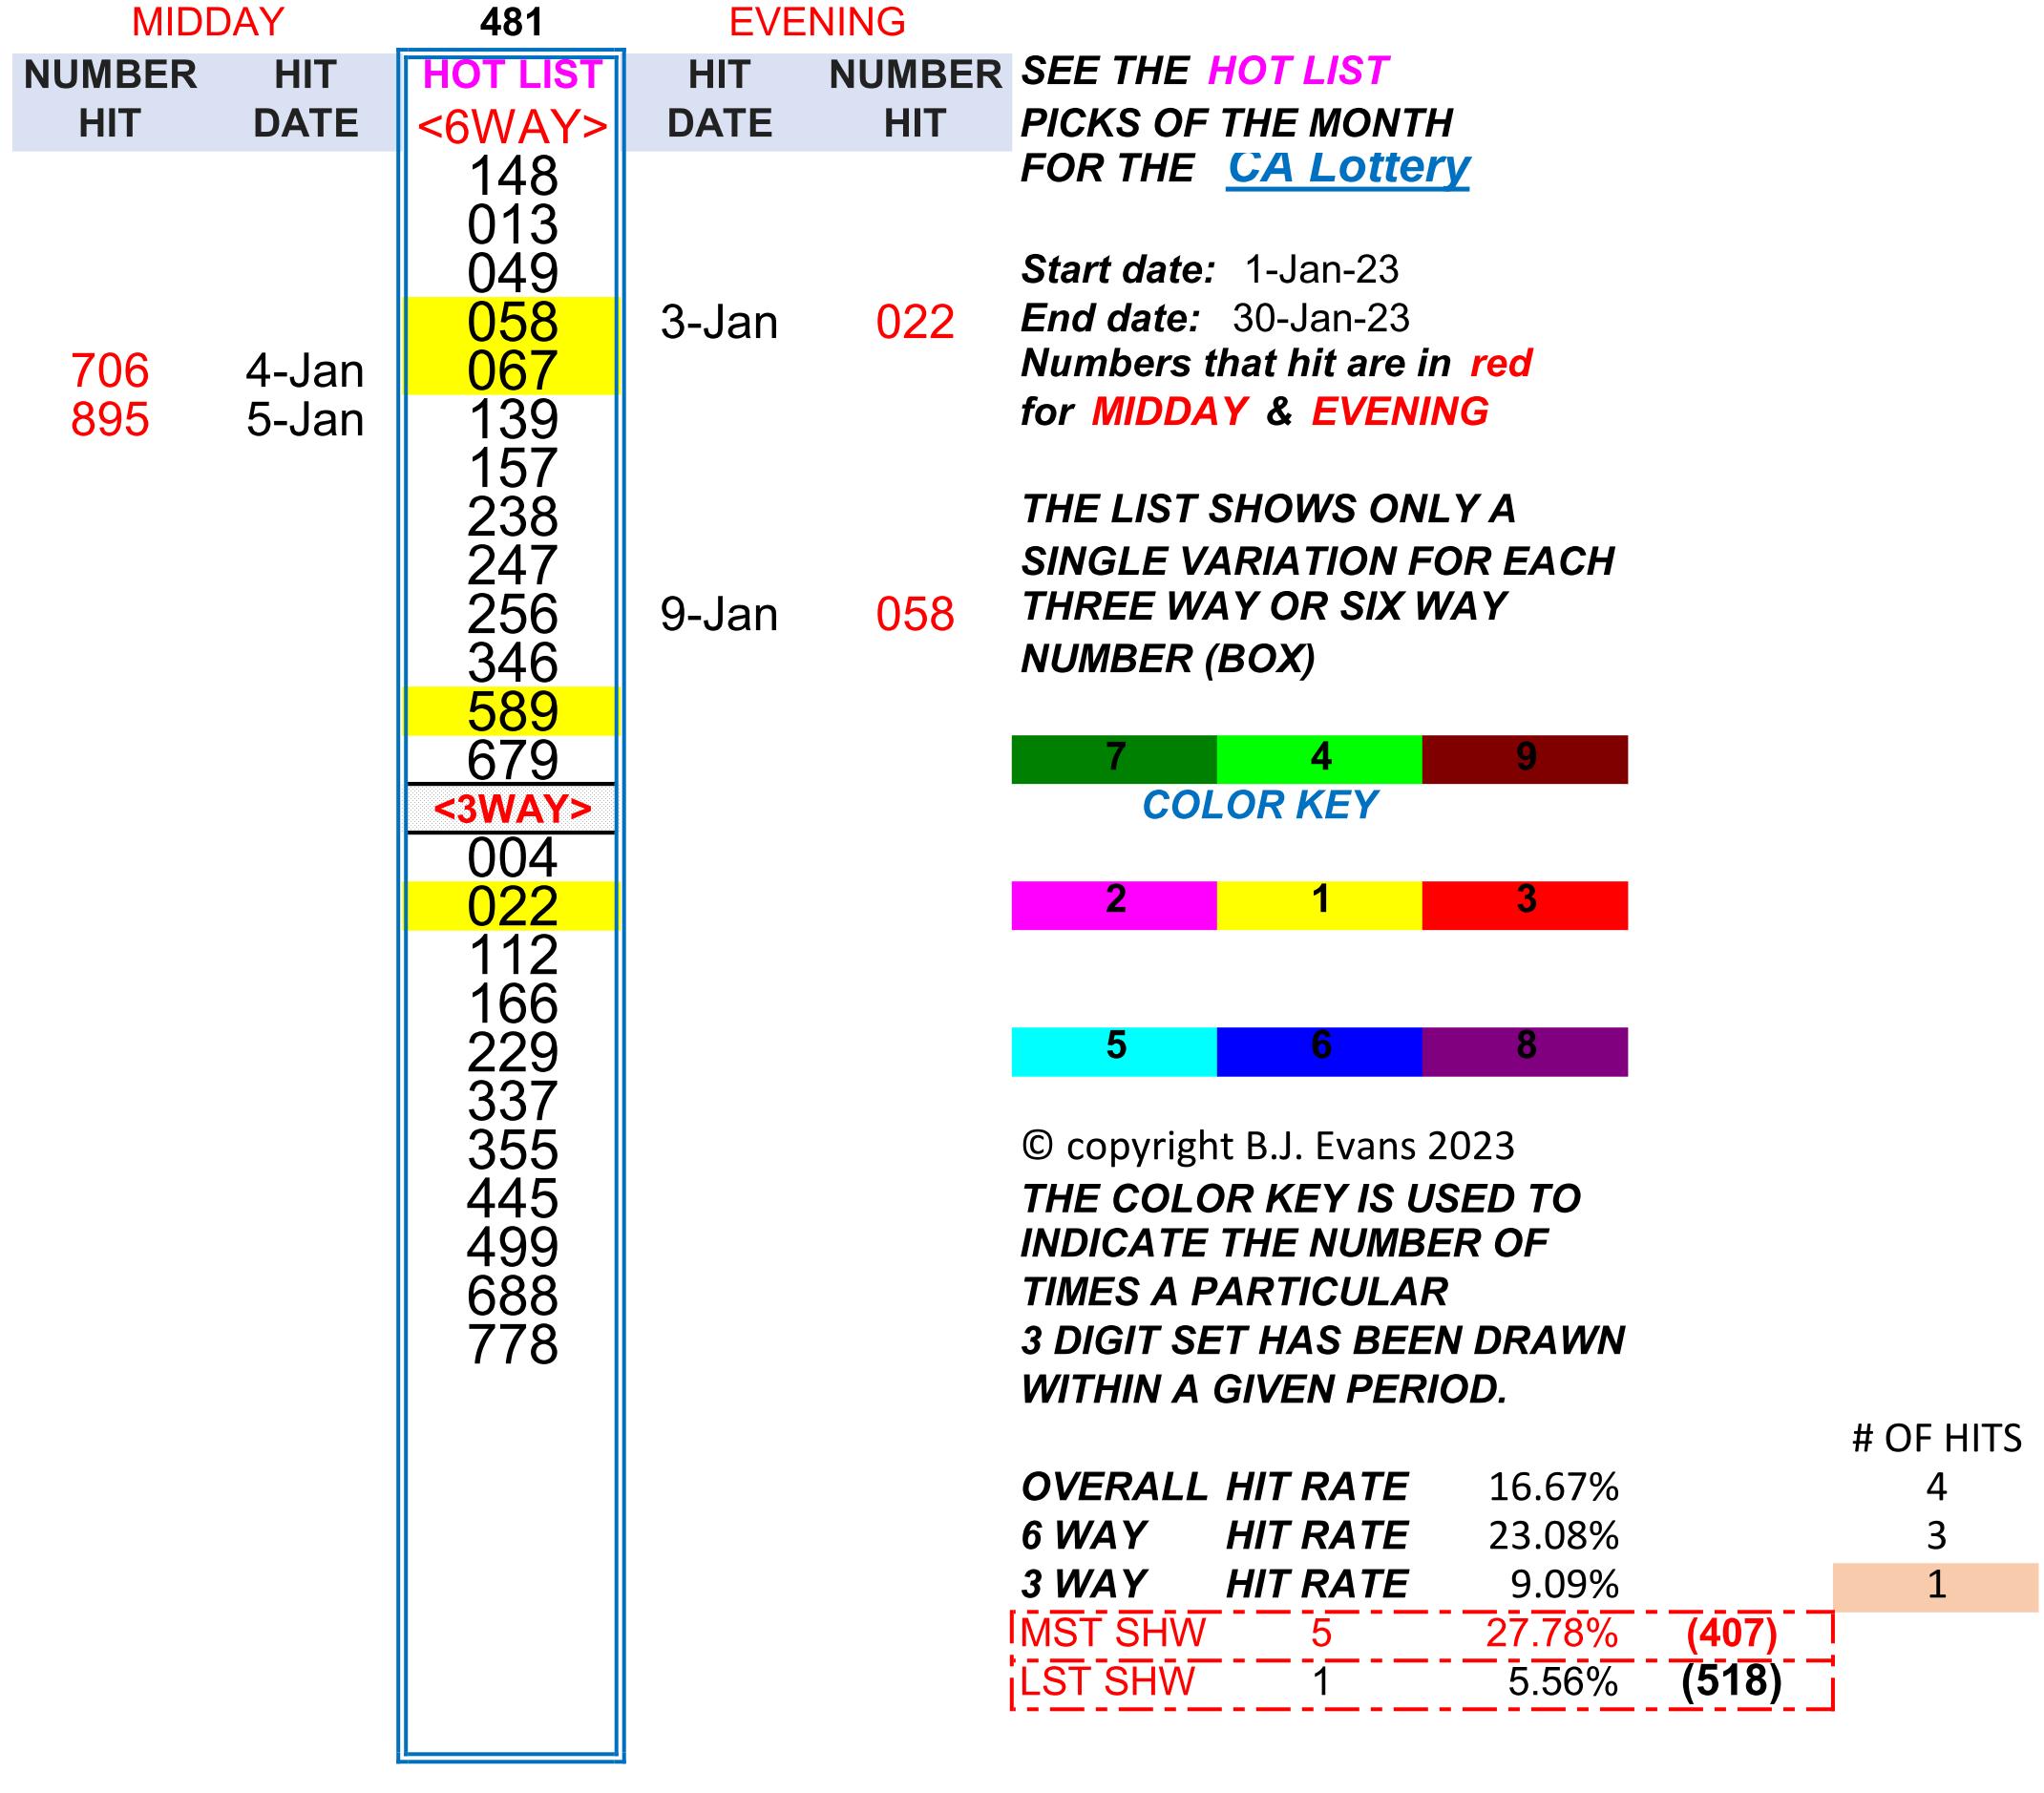 MIDDAY 481 EVENING
NUMBER HIT HOT LIST HIT NUMBER SEE THE HOT LIST
HIT DATE <6WAY> DATE HIT PICKS OF THE MONTH
148 FOR THE CA Lottery
013
049 Start date: 1-Jan-23
058 3-Jan 022 End date: 30-Jan-23
706 4-Jan 067 Numbers that hit are in red
895 5-Jan 139 for MIDDAY & EVENING
157
238 THE LIST SHOWS ONLY A
247 SINGLE VARIATION FOR EACH
256 9-Jan 058 THREE WAY OR SIX WAY
346 NUMBER (BOX)
589
679 7 4 9
<3WAY> COLOR KEY
004
022 2 1 3
112
166
229 5 6 8
337
355 © copyright B.J. Evans 2023
445 THE COLOR KEY IS USED TO
499 INDICATE THE NUMBER OF
688 TIMES A PARTICULAR
778 3 DIGIT SET HAS BEEN DRAWN
WITHIN A GIVEN PERIOD.
# OF HITS
OVERALL HIT RATE 16.67% 4
6 WAY HIT RATE 23.08% 3
3 WAY HIT RATE 9.09% 1
MST SHW 5 27.78% (407)
LST SHW 1 5.56% (518)